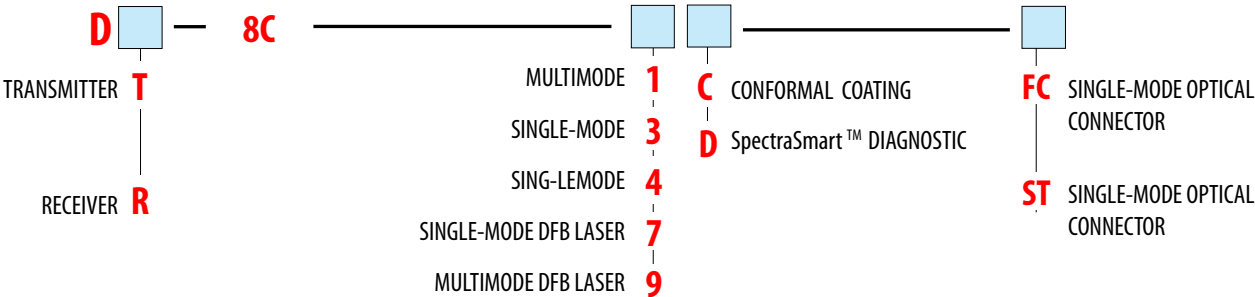 D — 8C
TRANSMITTER T
RECEIVER R
MULTIMODE 1
SINGLE-MODE 3
SING-LEMODE 4
SINGLE-MODE DFB LASER 7
MULTIMODE DFB LASER 9
C CONFORMAL COATING
D SpectraSmart ™ DIAGNOSTIC
FC SINGLE-MODE OPTICAL
CONNECTOR
ST SINGLE-MODE OPTICAL
CONNECTOR